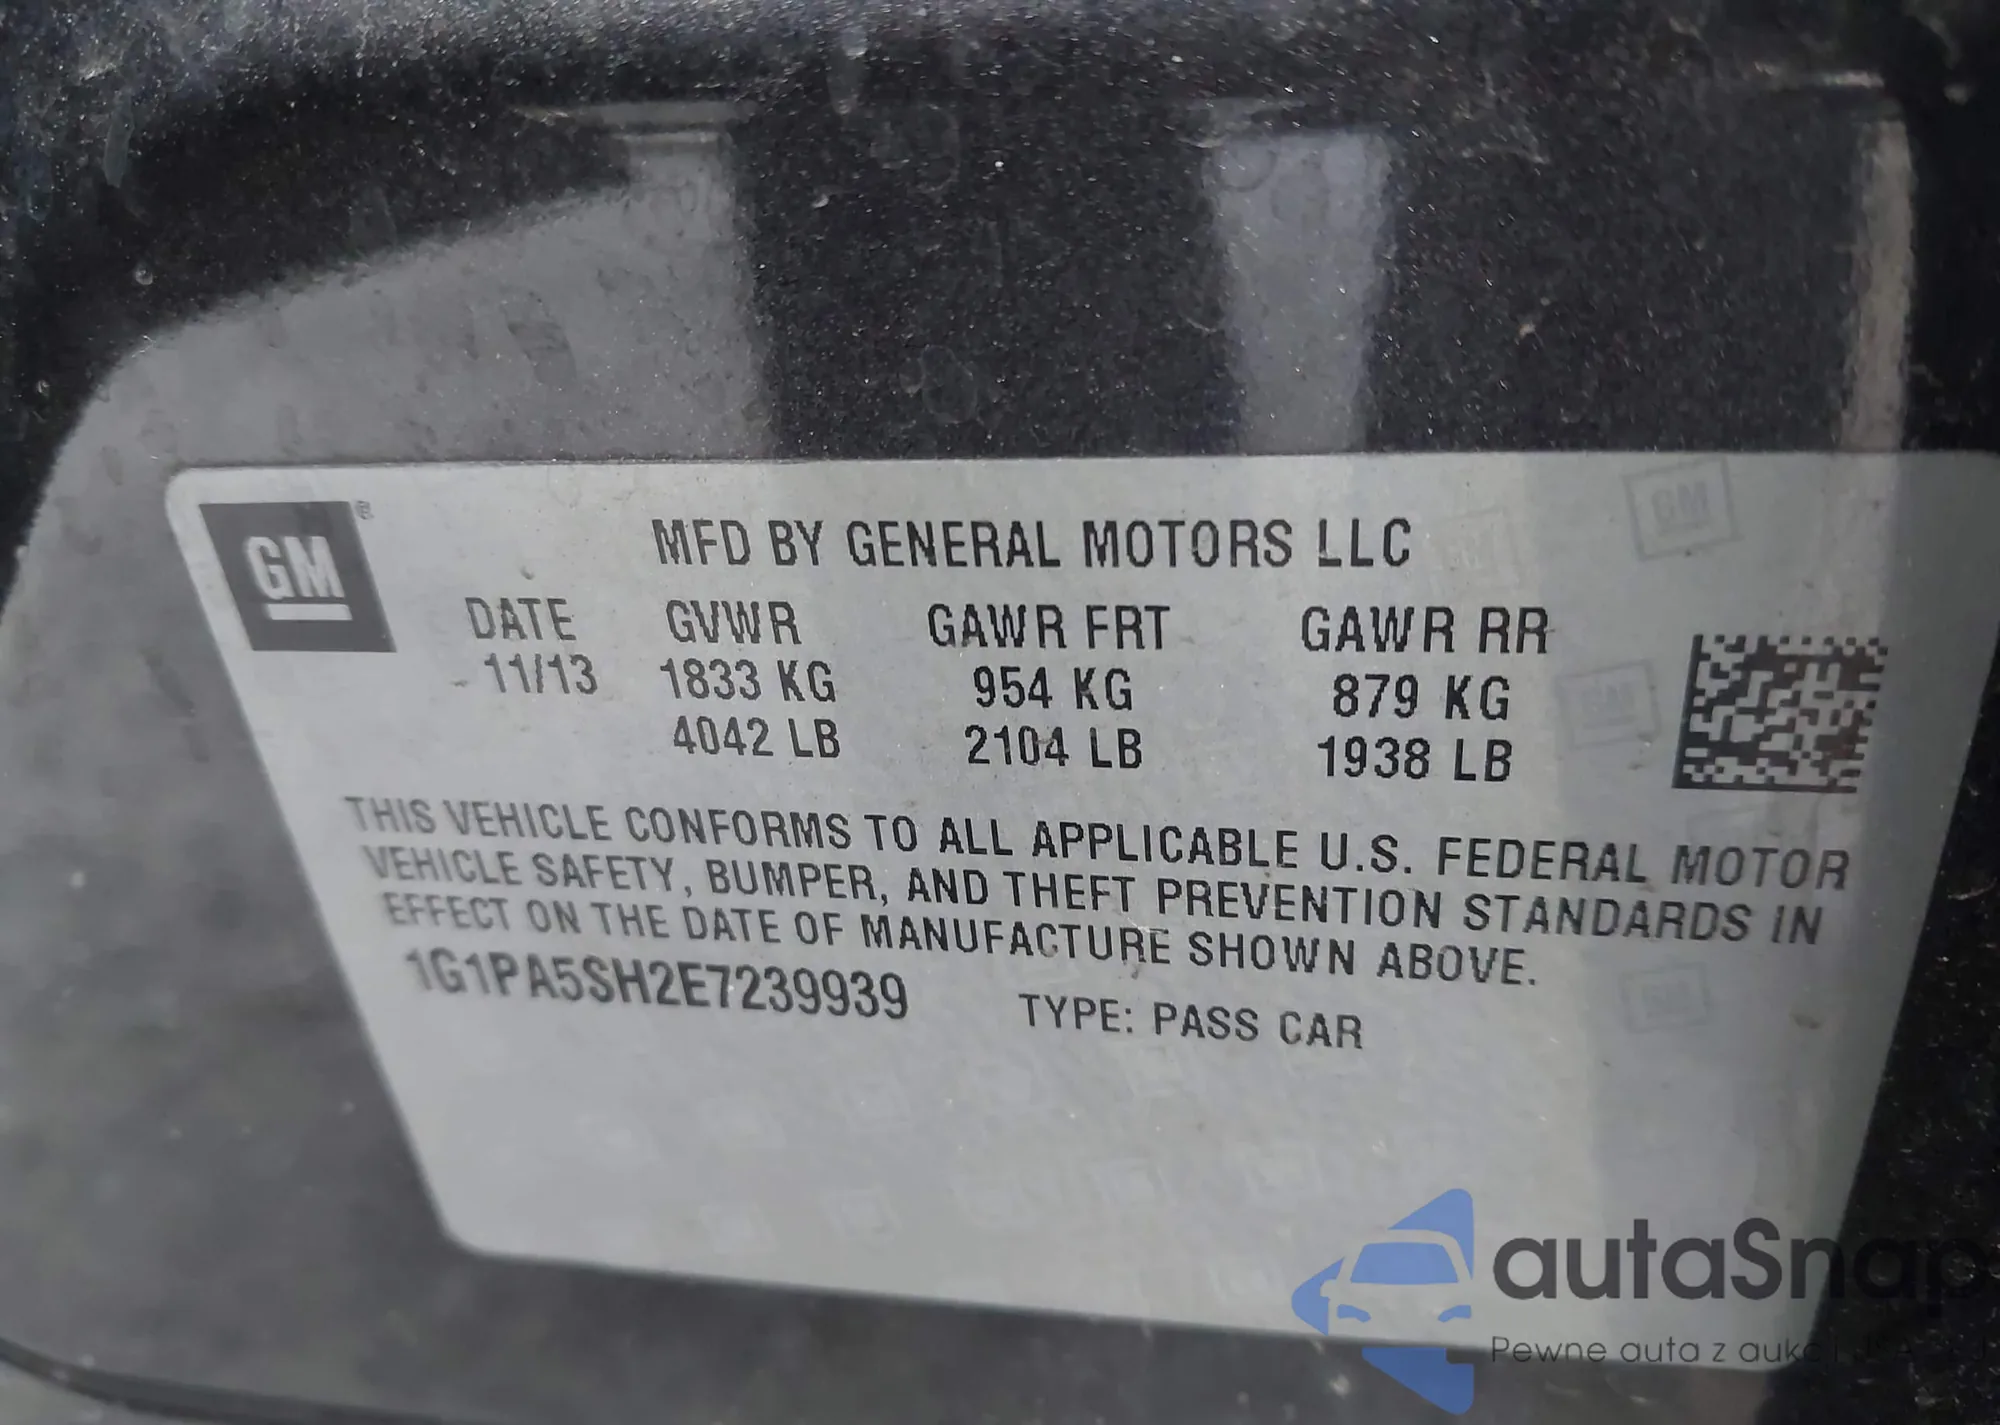 GM®
MFD BY GENERAL MOTORS LLC
DATE GVWR GAWR FRT GAWR RR
11/13 1833 KG 954 KG 879 KG
4042 LB 2104 LB 1938 LB
THIS VEHICLE CONFORMS TO ALL APPLICABLE U.S. FEDERAL MOTOR
VEHICLE SAFETY, BUMPER, AND THEFT PREVENTION STANDARDS IN
EFFECT ON THE DATE OF MANUFACTURE SHOWN ABOVE.
1G1PA5SH2E7239939 TYPE: PASS CAR
GM
GM
GM
autaSnap
Pewne auta z